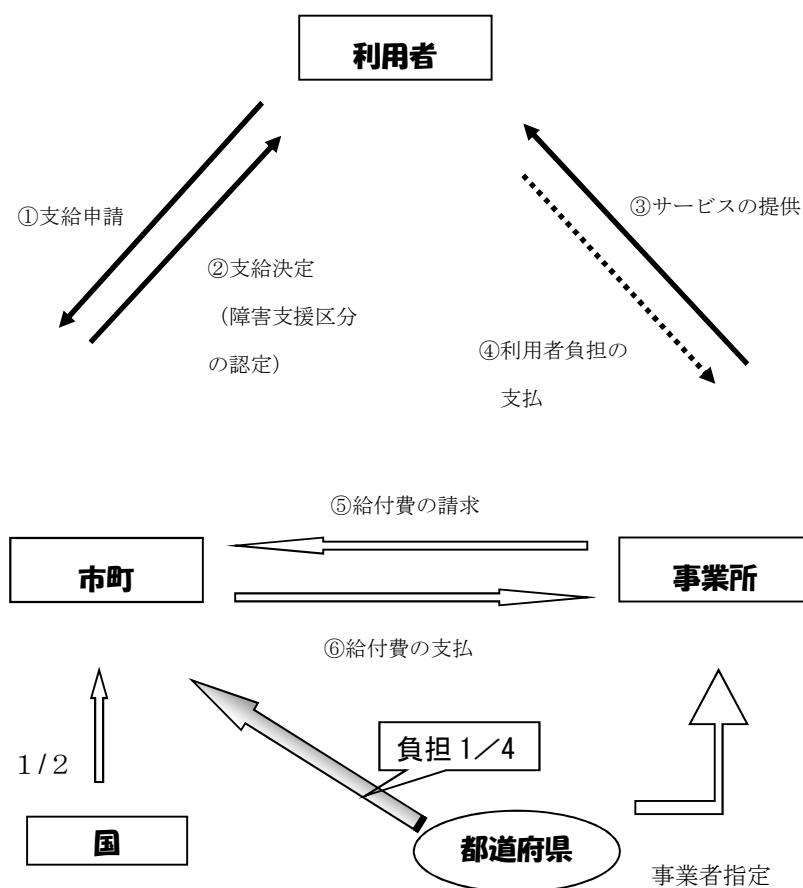 利用者
①支給申請
③サービスの提供
②支給決定
（障害支援区分
の認定）
④利用者負担の
支払
⑤給付費の請求
市町
事業所
⑥給付費の支払
負担1／4
1/2
国
都道府県
事業者指定